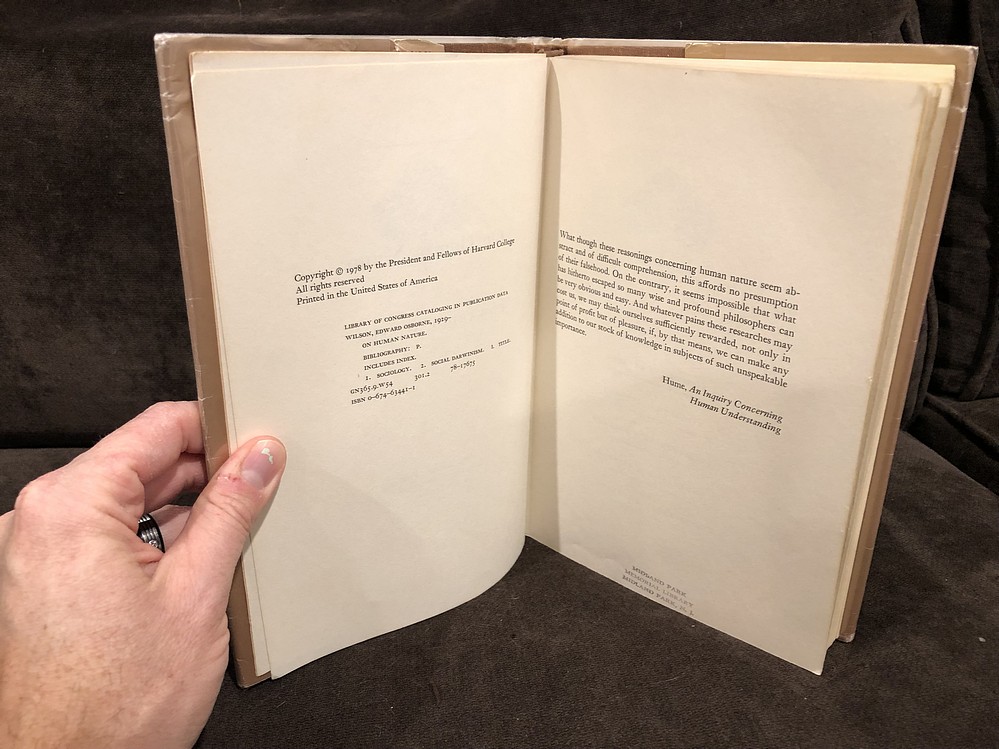 Copyright © 1978 by the President and Fellows of Harvard College
All rights reserved
Printed in the United States of America
LIBRARY OF CONGRESS CATALOGING IN PUBLICATION DATA
WILSON, EDWARD OSBORNE, 1929–
ON HUMAN NATURE.
BIBLIOGRAPHY: P.
INCLUDES INDEX.
1. SOCIOLOGY. 2. SOCIAL DARWINISM. I. TITLE.
GN365.9.W54 301.2 78-17675
ISBN 0–674–63441–1
What though these reasonings concerning human nature seem ab-
stract and of difficult comprehension, this affords no presumption
of their falsehood. On the contrary, it seems impossible that what
has hitherto escaped so many wise and profound philosophers can
be very obvious and easy. And whatever pains these researches may
cost us, we may think ourselves sufficiently rewarded, not only in
point of profit but of pleasure, if, by that means, we can make any
addition to our stock of knowledge in subjects of such unspeakable
importance.
Hume, An Inquiry Concerning
Human Understanding
MIDLAND PARK
MEMORIAL LIBRARY
MIDLAND PARK, N. J.